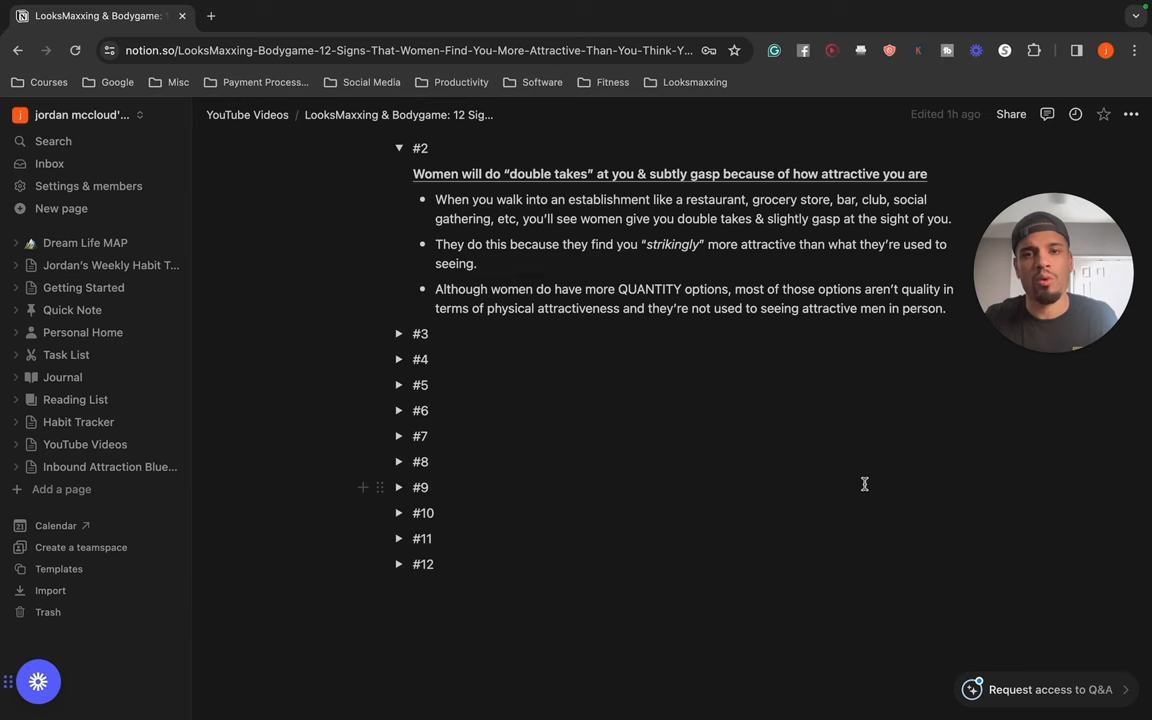 LooksMaxxing & Bodygame:
notion.so/LooksMaxxing-Bodygame-12-Signs-That-Women-Find-You-More-Attractive-Than-You-Think-Y...
Courses
Google
Misc
Payment Process...
Social Media
Productivity
Software
Fitness
Looksmaxxing
jordan mccloud'...
YouTube Videos / LooksMaxxing & Bodygame: 12 Sig...
Edited 1h ago
Share
Search
Inbox
Settings & members
New page
Dream Life MAP
Jordan's Weekly Habit T...
Getting Started
Quick Note
Personal Home
Task List
Journal
Reading List
Habit Tracker
YouTube Videos
Inbound Attraction Blue...
Add a page
Calendar
Create a teamspace
Templates
Import
Trash
#2
Women will do “double takes” at you & subtly gasp because of how attractive you are
When you walk into an establishment like a restaurant, grocery store, bar, club, social
gathering, etc, you’ll see women give you double takes & slightly gasp at the sight of you.
They do this because they find you “strikingly” more attractive than what they’re used to
seeing.
Although women do have more QUANTITY options, most of those options aren’t quality in
terms of physical attractiveness and they’re not used to seeing attractive men in person.
#3
#4
#5
#6
#7
#8
#9
#10
#11
#12
Request access to Q&A